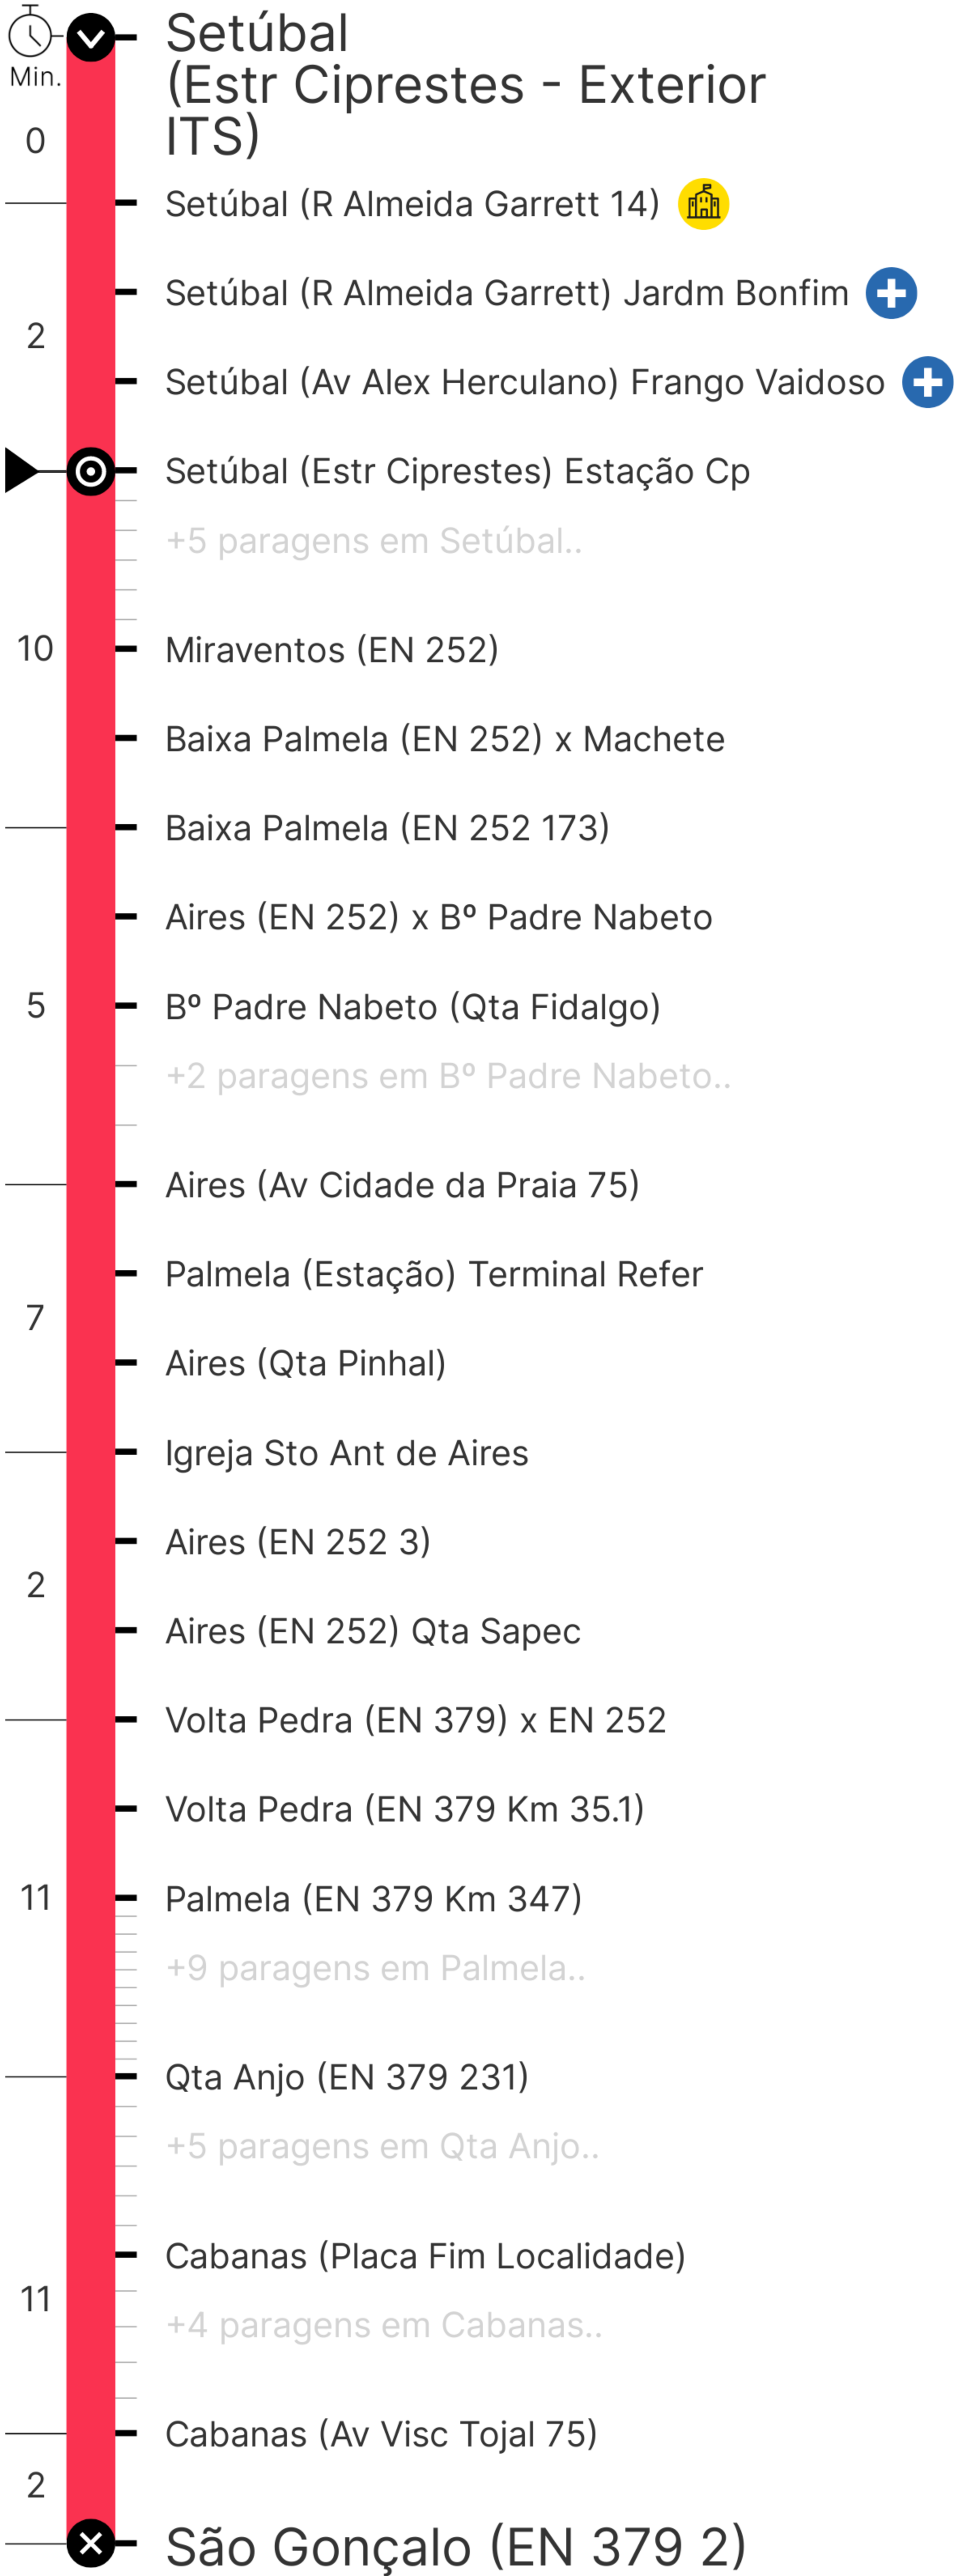 Setúbal
(Estr Ciprestes - Exterior
ITS)
Min.
0
Setúbal (R Almeida Garrett 14)
Setúbal (R Almeida Garrett) Jardm Bonfim
2
Setúbal (Av Alex Herculano) Frango Vaidoso
Setúbal (Estr Ciprestes) Estação Cp
+5 paragens em Setúbal..
10
Miraventos (EN 252)
Baixa Palmela (EN 252) x Machete
Baixa Palmela (EN 252 173)
Aires (EN 252) x Bº Padre Nabeto
5
Bº Padre Nabeto (Qta Fidalgo)
+2 paragens em Bº Padre Nabeto..
Aires (Av Cidade da Praia 75)
Palmela (Estação) Terminal Refer
7
Aires (Qta Pinhal)
Igreja Sto Ant de Aires
Aires (EN 252 3)
2
Aires (EN 252) Qta Sapec
Volta Pedra (EN 379) x EN 252
Volta Pedra (EN 379 Km 35.1)
11
Palmela (EN 379 Km 347)
+9 paragens em Palmela..
Qta Anjo (EN 379 231)
+5 paragens em Qta Anjo..
Cabanas (Placa Fim Localidade)
11
+4 paragens em Cabanas..
Cabanas (Av Visc Tojal 75)
2
São Gonçalo (EN 379 2)